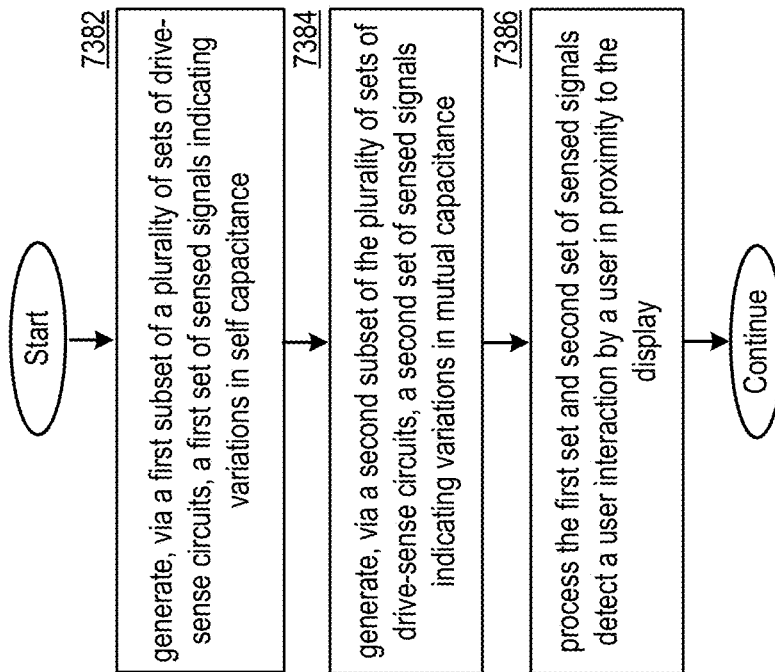 Start
7382
generate, via a first subset of a plurality of sets of drive-
sense circuits, a first set of sensed signals indicating
variations in self capacitance
7384
generate, via a second subset of the plurality of sets of
drive-sense circuits, a second set of sensed signals
indicating variations in mutual capacitance
7386
process the first set and second set of sensed signals
detect a user interaction by a user in proximity to the
display
Continue